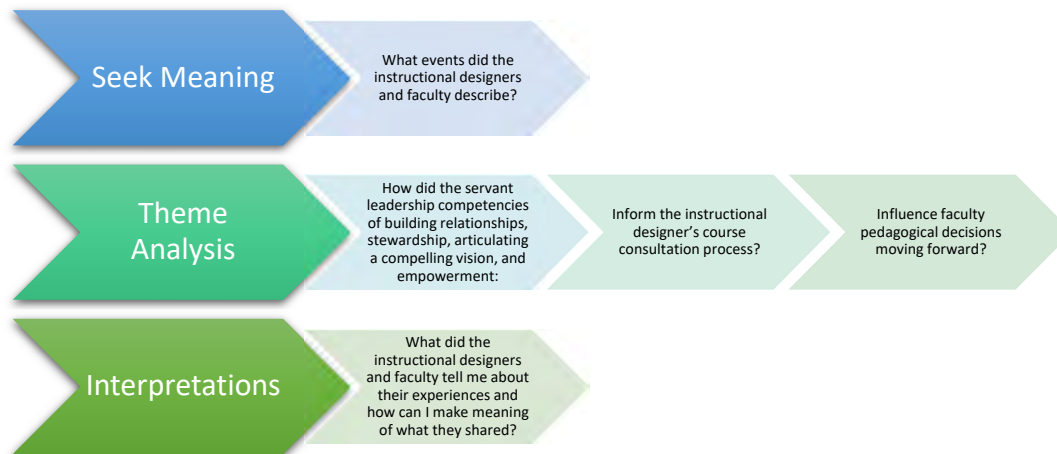 Seek Meaning
What events did the
instructional designers
and faculty describe?
Theme
Analysis
How did the servant
leadership competencies
of building relationships,
stewardship, articulating
a compelling vision, and
empowerment:
Inform the instructional
designer's course
consultation process?
Influence faculty
pedagogical decisions
moving forward?
Interpretations
What did the
instructional designers
and faculty tell me about
their experiences and
how can I make meaning
of what they shared?